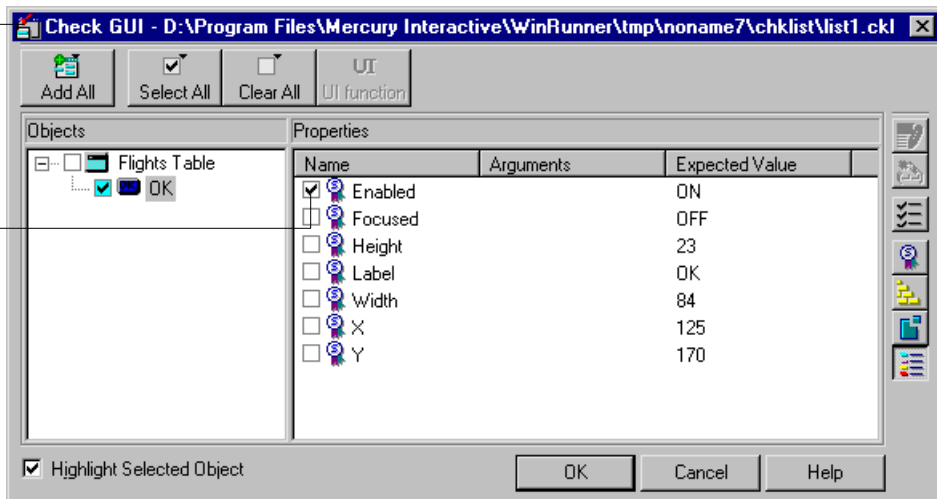 Check GUI - D:\Program Files\Mercury Interactive\WinRunner\tmp\noname7\chklist\list1.ckl
Add All Select All Clear All UI UI function
Objects Properties
Flights Table
OK
Name Arguments Expected Value
Enabled ON
Focused OFF
Height 23
Label OK
Width 84
X 125
Y 170
Highlight Selected Object OK Cancel Help